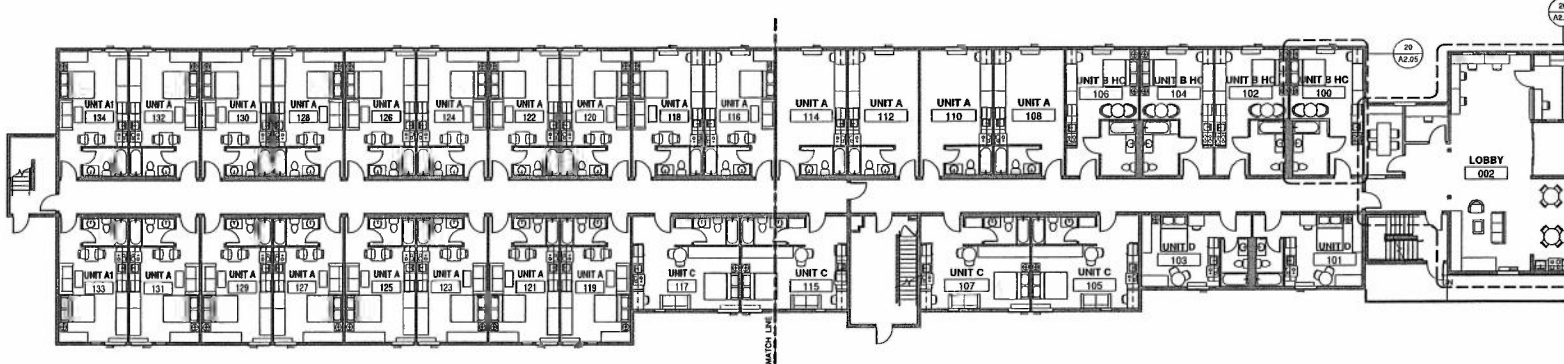 20
A2.05
UNIT A1
134
UNIT A
132
UNIT A
130
UNIT A
128
UNIT A
126
UNIT A
124
UNIT A
122
UNIT A
120
UNIT A
118
UNIT A
116
UNIT A
114
UNIT A
112
UNIT A
110
UNIT A
108
UNIT B HC
106
UNIT B HC
104
UNIT B HC
102
UNIT B HC
100
LOBBY
002
UNIT A1
133
UNIT A
131
UNIT A
129
UNIT A
127
UNIT A
125
UNIT A
123
UNIT A
121
UNIT A
119
UNIT C
117
UNIT C
115
UNIT C
107
UNIT C
105
UNIT D
103
UNIT D
101
MATCH LINE